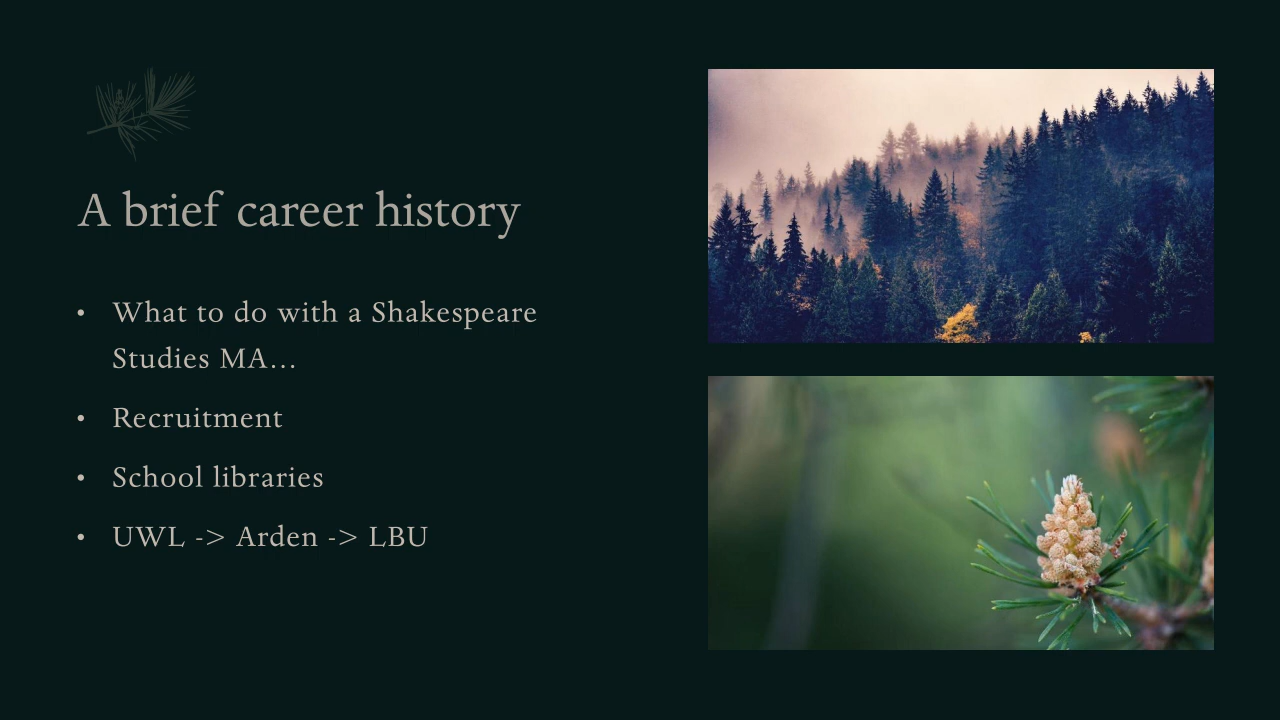 A brief career history
• What to do with a Shakespeare
Studies MA…
• Recruitment
• School libraries
• UWL -> Arden -> LBU